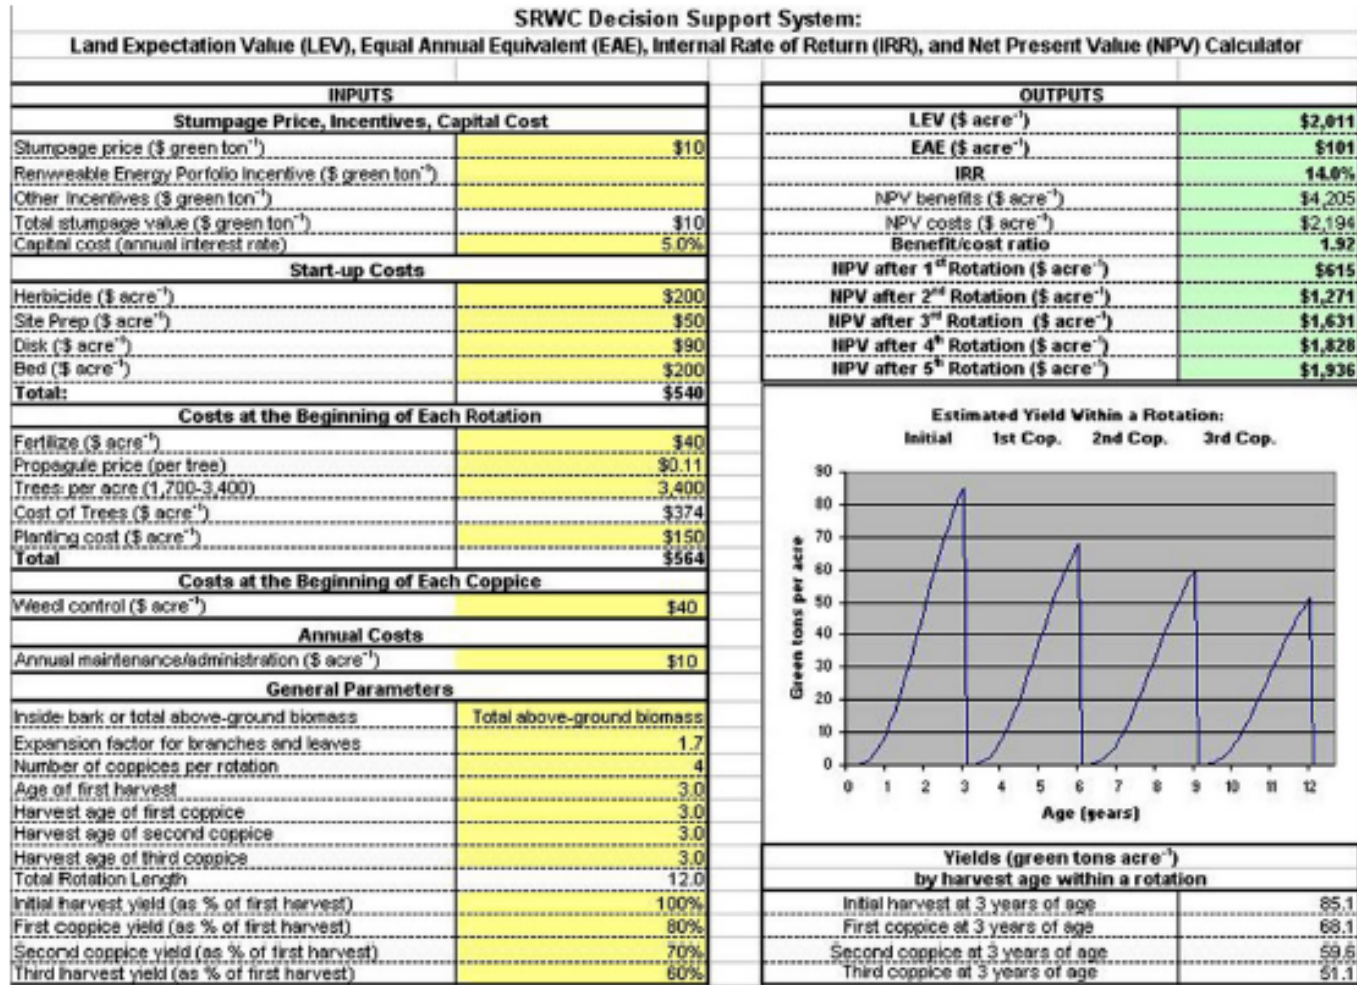 SRWC Decision Support System:
Land Expectation Value (LEV), Equal Annual Equivalent (EAE), Internal Rate of Return (IRR), and Net Present Value (NPV) Calculator
INPUTS
Stumpage Price, Incentives, Capital Cost
Stumpage price ($ green ton⁻¹) $10
Renweable Energy Porfolio Incentive ($ green ton⁻¹)
Other Incentives ($ green ton⁻¹)
Total stumpage value ($ green ton⁻¹) $10
Capital cost (annual interest rate) 5.0%
Start-up Costs
Herbicide ($ acre⁻¹) $200
Site Prep ($ acre⁻¹) $50
Disk ($ acre⁻¹) $90
Bed ($ acre⁻¹) $200
Total: $540
Costs at the Beginning of Each Rotation
Fertilize ($ acre⁻¹) $40
Propagule price (per tree) $0.11
Trees per acre (1,700-3,400) 3,400
Cost of Trees ($ acre⁻¹) $374
Planting cost ($ acre⁻¹) $150
Total $564
Costs at the Beginning of Each Coppice
Weed control ($ acre⁻¹) $40
Annual Costs
Annual maintenance/administration ($ acre⁻¹) $10
General Parameters
Inside bark or total above-ground biomass Total above-ground biomass
Expansion factor for branches and leaves 1.7
Number of coppices per rotation 4
Age of first harvest 3.0
Harvest age of first coppice 3.0
Harvest age of second coppice 3.0
Harvest age of third coppice 3.0
Total Rotation Length 12.0
Initial harvest yield (as % of first harvest) 100%
First coppice yield (as % of first harvest) 80%
Second coppice yield (as % of first harvest) 70%
Third harvest yield (as % of first harvest) 60%
OUTPUTS
LEV ($ acre⁻¹) $2,011
EAE ($ acre⁻¹) $101
IRR 14.0%
NPV benefits ($ acre⁻¹) $4,205
NPV costs ($ acre⁻¹) $2,194
Benefit/cost ratio 1.92
NPV after 1st Rotation ($ acre⁻¹) $615
NPV after 2nd Rotation ($ acre⁻¹) $1,271
NPV after 3rd Rotation ($ acre⁻¹) $1,631
NPV after 4th Rotation ($ acre⁻¹) $1,828
NPV after 5th Rotation ($ acre⁻¹) $1,936
Estimated Yield Within a Rotation:
Initial 1st Cop. 2nd Cop. 3rd Cop.
90
80
70
60
50
40
30
20
10
0
Green tons per acre
0 1 2 3 4 5 6 7 8 9 10 11 12
Age (years)
Yields (green tons acre⁻¹)
by harvest age within a rotation
Initial harvest at 3 years of age 85.1
First coppice at 3 years of age 68.1
Second coppice at 3 years of age 59.6
Third coppice at 3 years of age 51.1